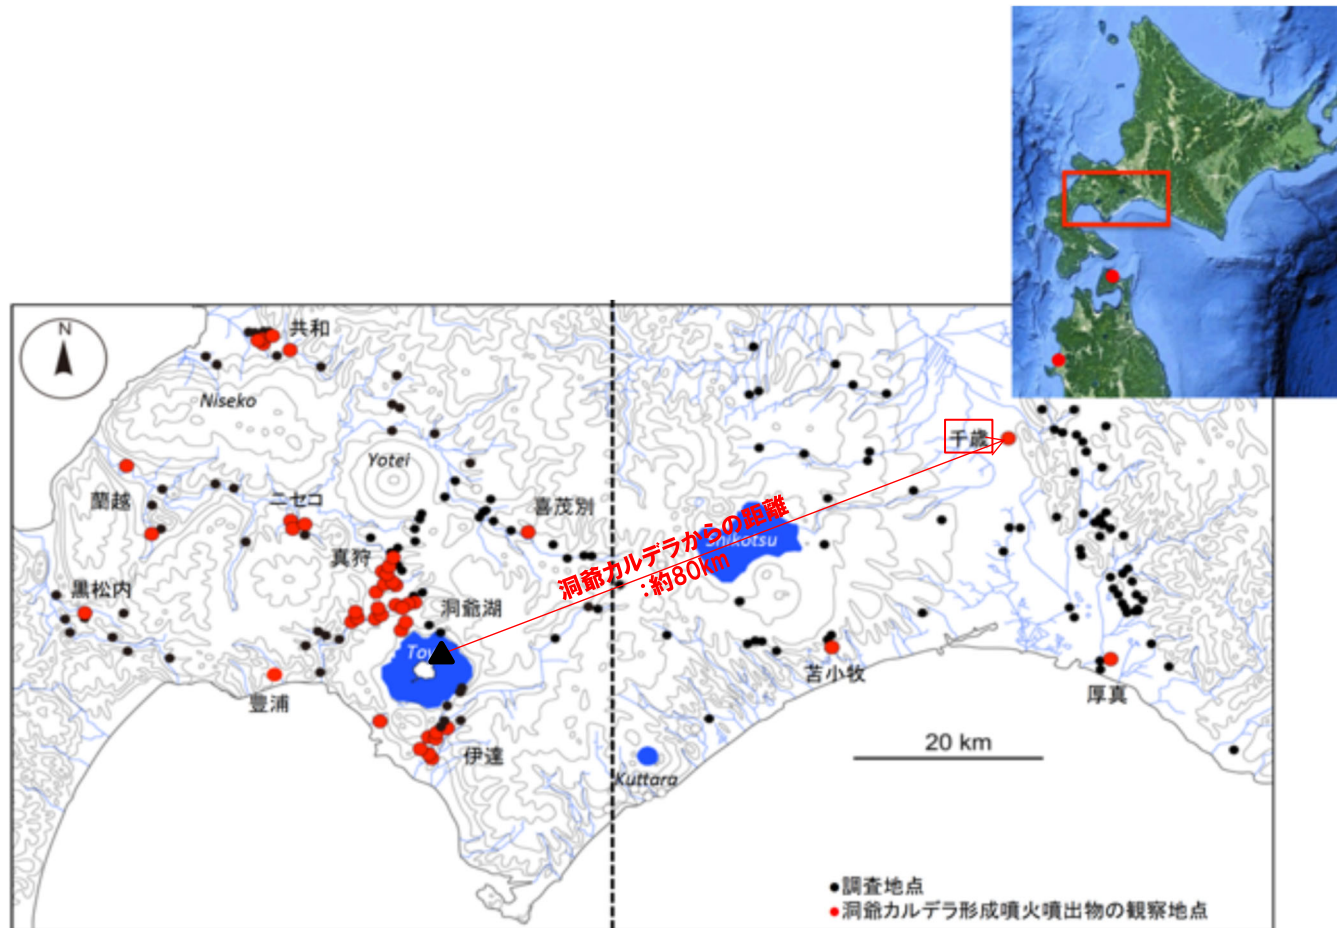 N
共和
Niseko
千歳
Yotei
蘭越
ニセコ
喜茂別
洞爺カルデラからの距離
:約80km
Shikotsu
真狩
黒松内
洞爺湖
苫小牧
厚真
豊浦
伊達
20 km
Kuttara
調査地点
洞爺カルデラ形成噴火噴出物の観察地点